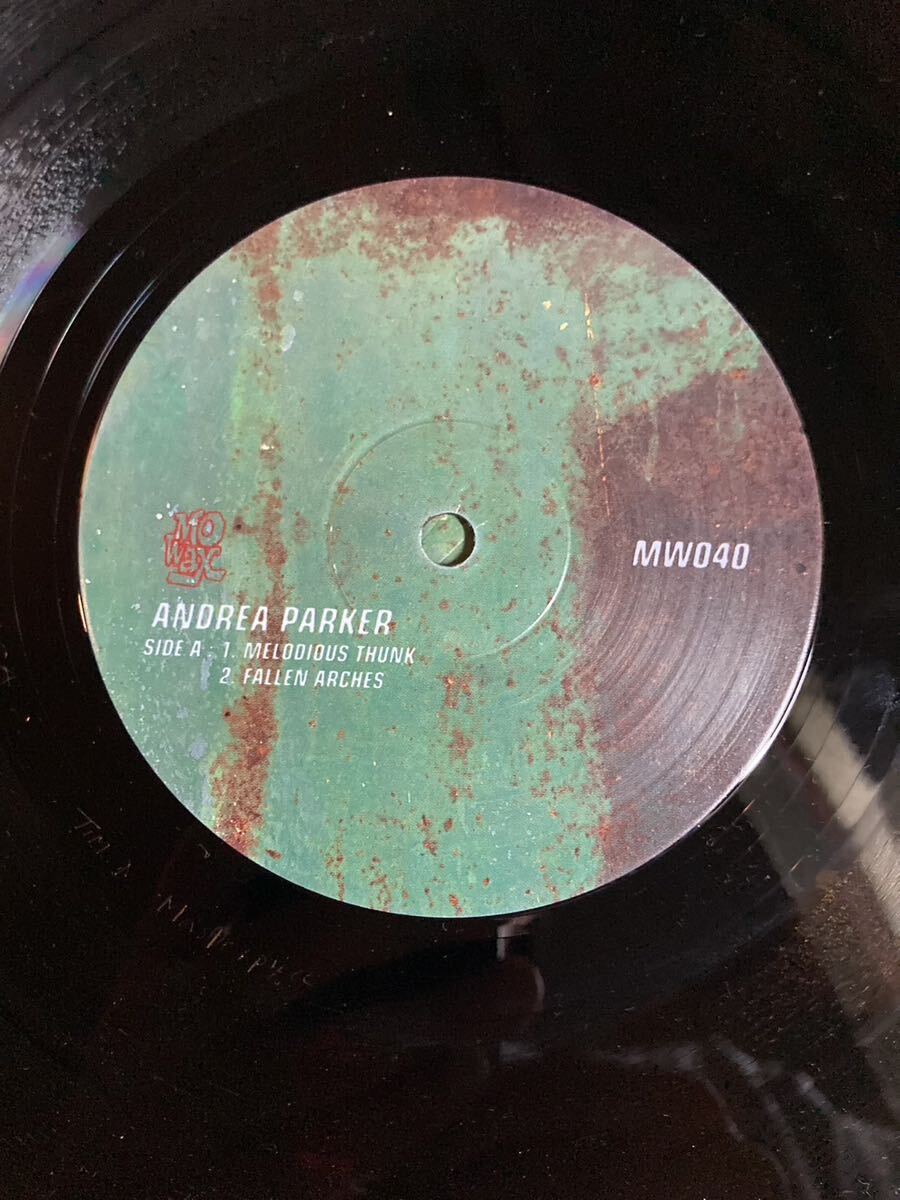 MO
WAX
ANDREA PARKER
SIDE A : 1. MELODIOUS THUNK
2. FALLEN ARCHES
MW040